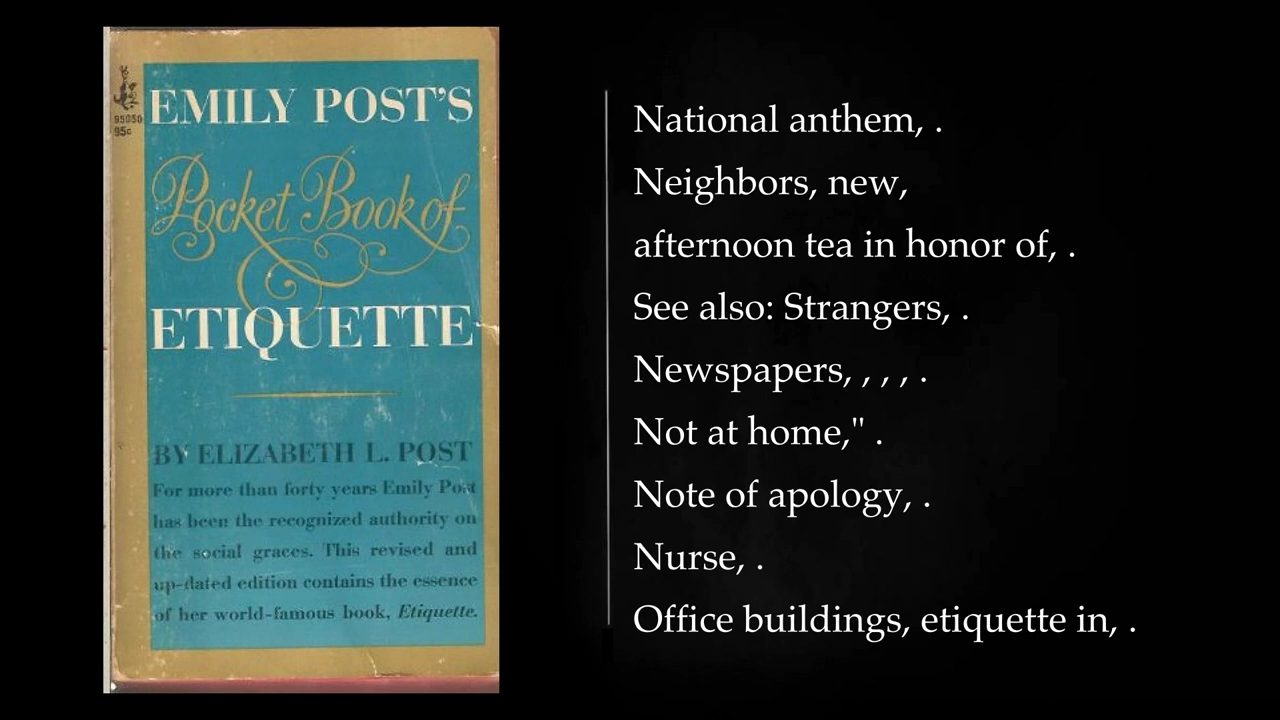 EMILY POST'S
95050
95c
Pocket Book of
ETIQUETTE
BY ELIZABETH L. POST
For more than forty years Emily Post
has been the recognized authority on
the social graces. This revised and
up-dated edition contains the essence
of her world-famous book, Etiquette.
National anthem, .
Neighbors, new,
afternoon tea in honor of, .
See also: Strangers, .
Newspapers, , , , .
Not at home," .
Note of apology, .
Nurse, .
Office buildings, etiquette in, .